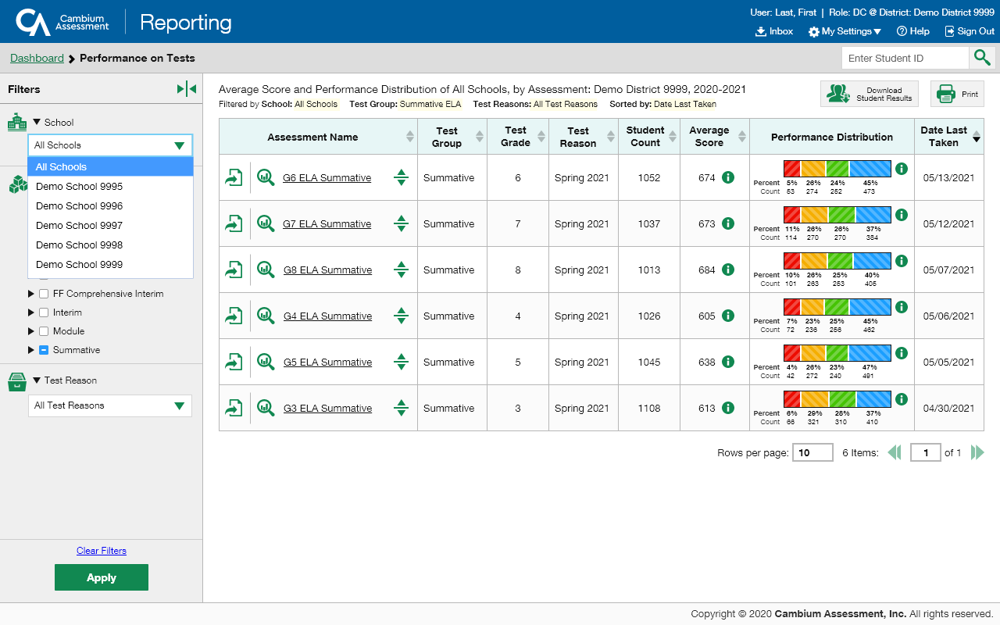 Cambium
Assessment
Reporting
User: Last, First | Role: DC @ District: Demo District 9999
Inbox My Settings Help Sign Out
Dashboard Performance on Tests
Enter Student ID
Filters
School
All Schools
All Schools
Demo School 9995
Demo School 9996
Demo School 9997
Demo School 9998
Demo School 9999
FF Comprehensive Interim
Interim
Module
Summative
Test Reason
All Test Reasons
Clear Filters
Apply
Average Score and Performance Distribution of All Schools, by Assessment: Demo District 9999, 2020-2021
Filtered by School: All Schools Test Group: Summative ELA Test Reasons: All Test Reasons Sorted by: Date Last Taken
Download
Student Results
Print
Assessment Name Test Group Test Grade Test Reason Student Count Average Score Performance Distribution Date Last Taken
G6 ELA Summative Summative 6 Spring 2021 1052 674 05/13/2021
Percent 5% 26% 24% 45%
Count 53 274 252 473
G7 ELA Summative Summative 7 Spring 2021 1037 673 05/12/2021
Percent 11% 26% 26% 37%
Count 114 270 270 384
G8 ELA Summative Summative 8 Spring 2021 1013 684 05/07/2021
Percent 10% 26% 25% 40%
Count 101 263 253 405
G4 ELA Summative Summative 4 Spring 2021 1026 605 05/06/2021
Percent 7% 23% 25% 45%
Count 72 236 256 462
G5 ELA Summative Summative 5 Spring 2021 1045 638 05/05/2021
Percent 4% 26% 23% 47%
Count 42 272 240 491
G3 ELA Summative Summative 3 Spring 2021 1108 613 04/30/2021
Percent 6% 29% 28% 37%
Count 66 321 310 410
Rows per page: 10 6 Items: 1 of 1
Copyright © 2020 Cambium Assessment, Inc. All rights reserved.